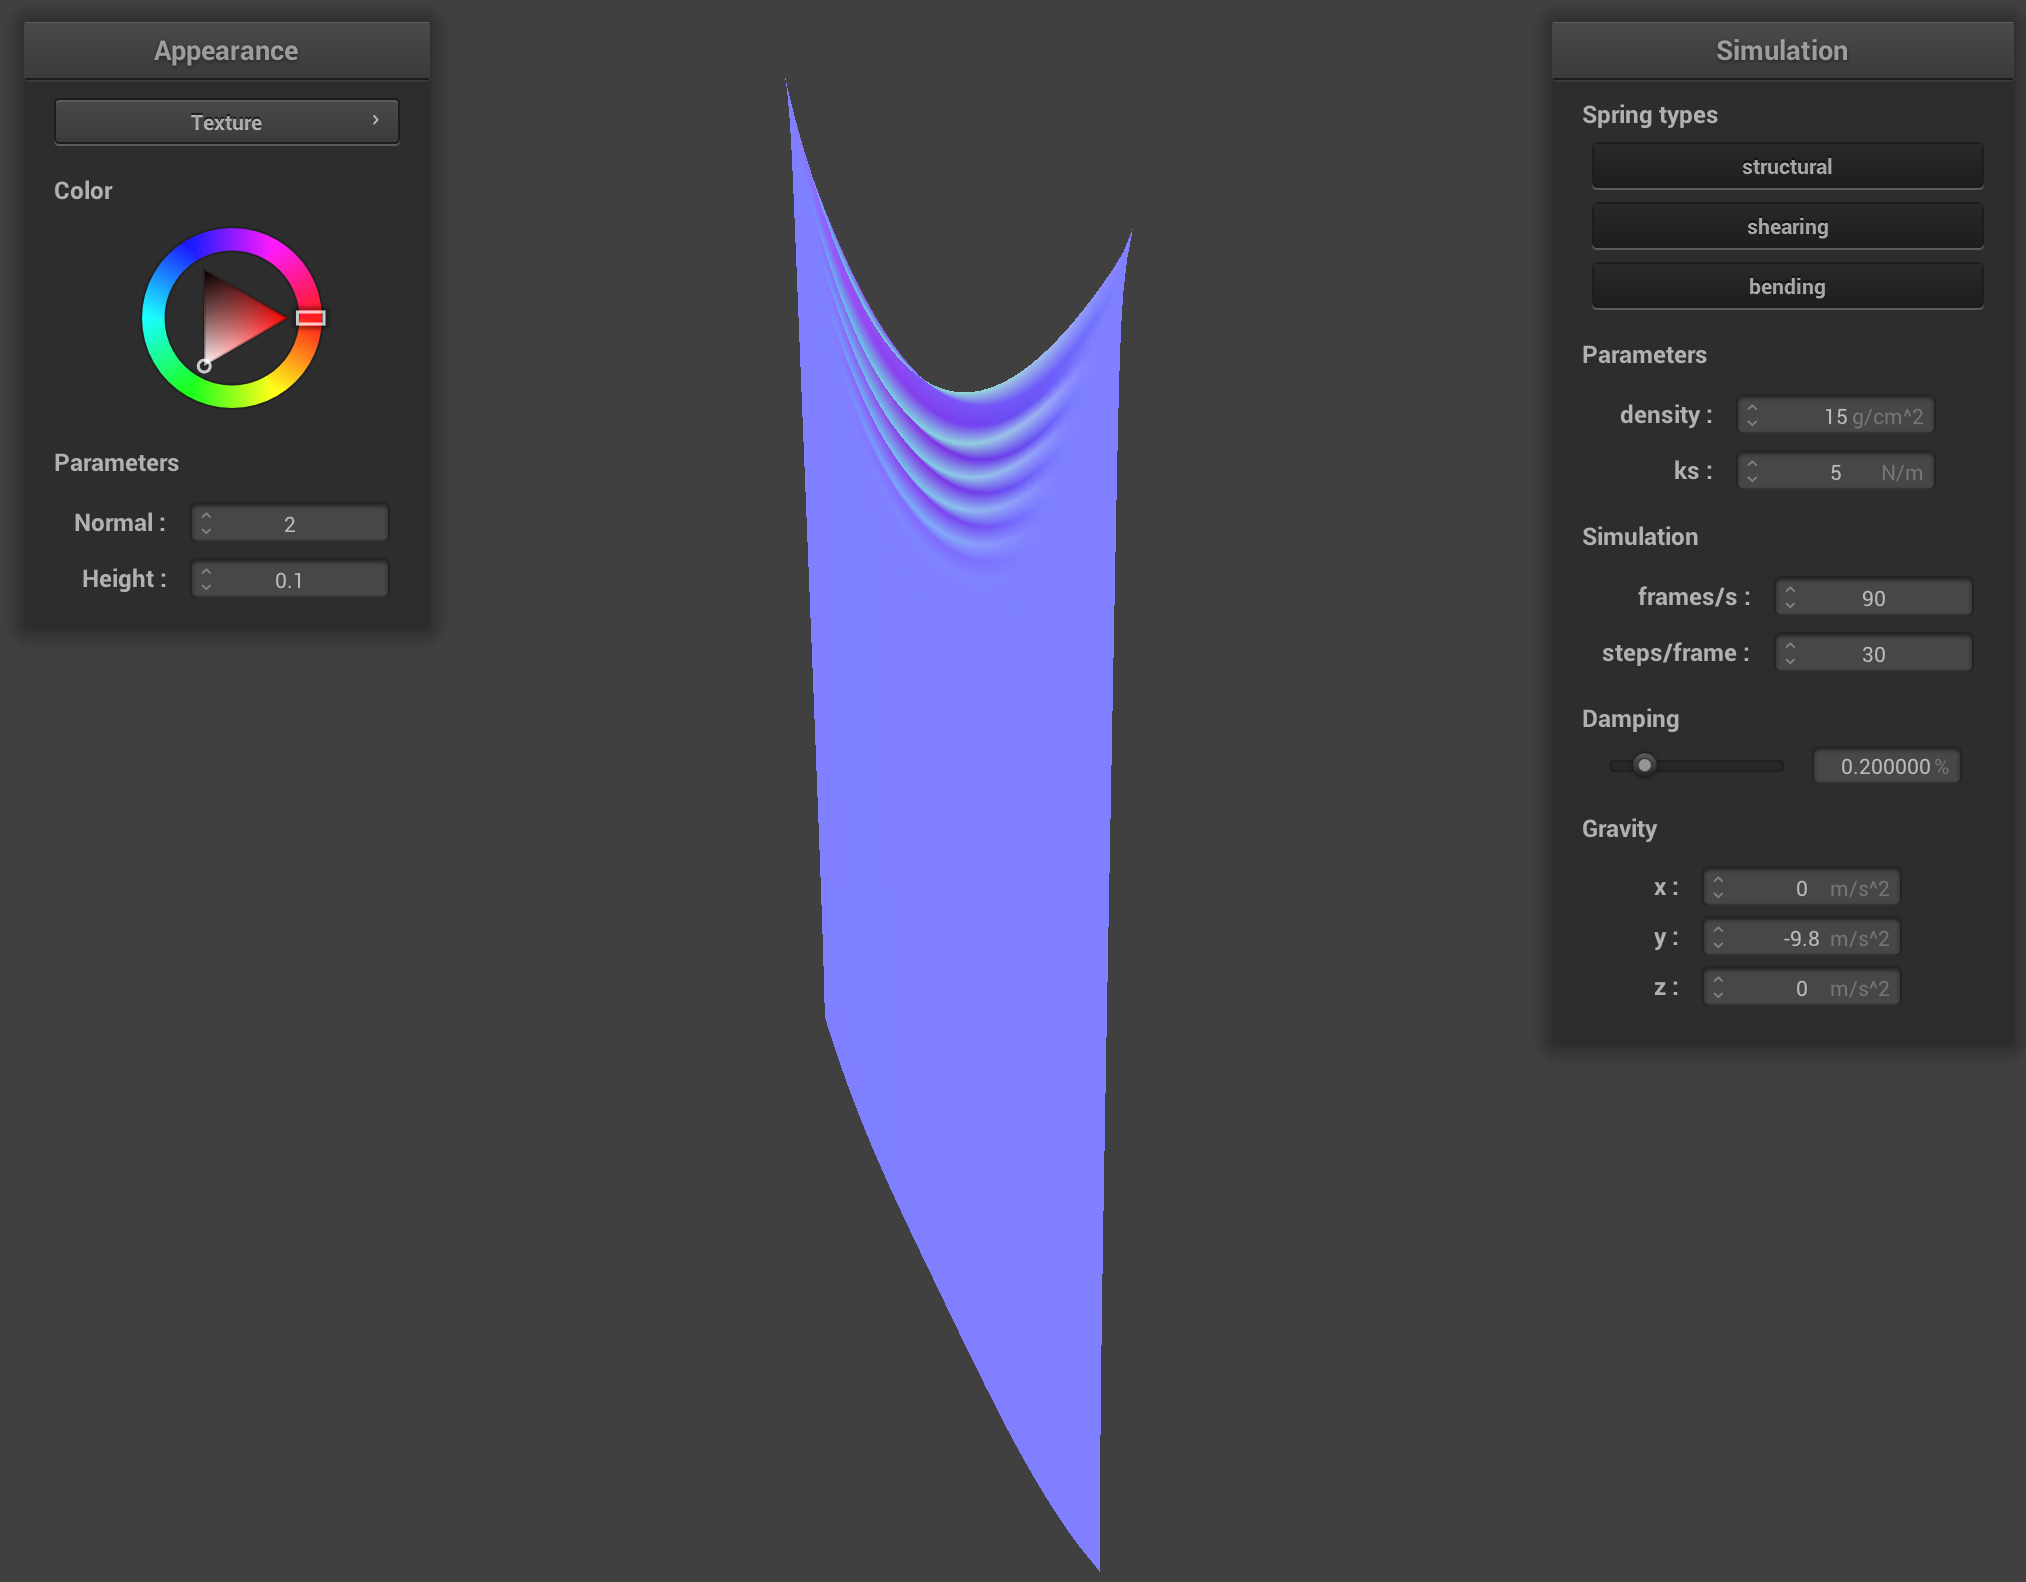 Appearance
Texture
Color
Parameters
Normal : 2
Height : 0.1
Simulation
Spring types
structural
shearing
bending
Parameters
density : 15 g/cm^2
ks : 5 N/m
Simulation
frames/s : 90
steps/frame : 30
Damping
0.200000 %
Gravity
x : 0 m/s^2
y : -9.8 m/s^2
z : 0 m/s^2